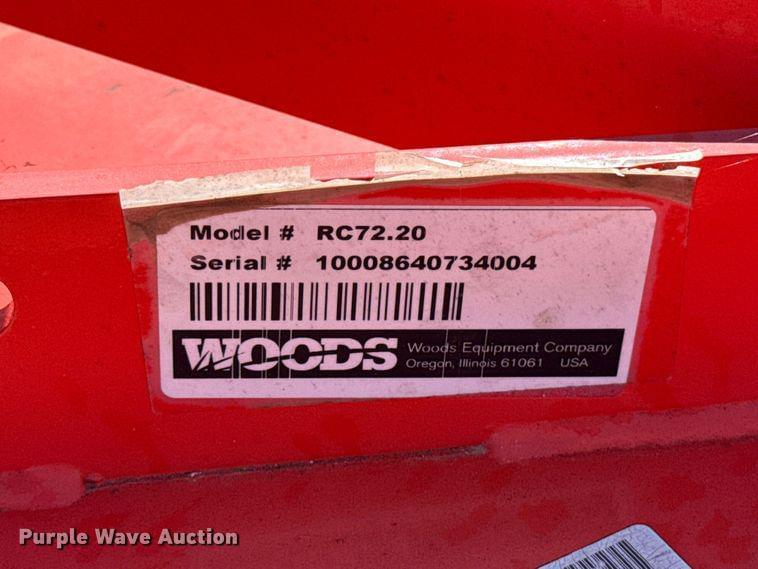 Model # RC72.20
Serial # 10008640734004
WOODS
Woods Equipment Company
Oregon, Illinois 61061 USA
Purple Wave Auction